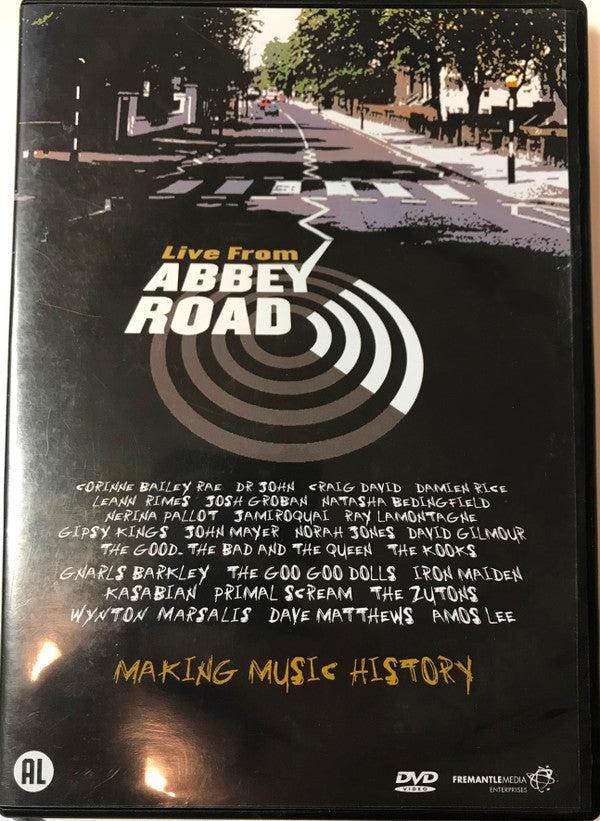 Live From
ABBEY
ROAD
CORINNE BAILEY RAE DR JOHN CRAIG DAVID DAMIEN RICE
LEANN RIMES JOSH GROBAN NATASHA BEDINGFIELD
NERINA PALLOT JAMIROQUAI RAY LAMONTAGNE
GIPSY KINGS JOHN MAYER NORAH JONES DAVID GILMOUR
THE GOOD- THE BAD AND THE QUEEN THE KOOKS
GNARLS BARKLEY THE GOO GOO DOLLS IRON MAIDEN
KASABIAN PRIMAL SCREAM THE ZUTONS
WYNTON MARSALIS DAVE MATTHEWS AMOS LEE
MAKING MUSIC HISTORY
AL
DVD
VIDEO
FREMANTLEMEDIA
ENTERPRISES